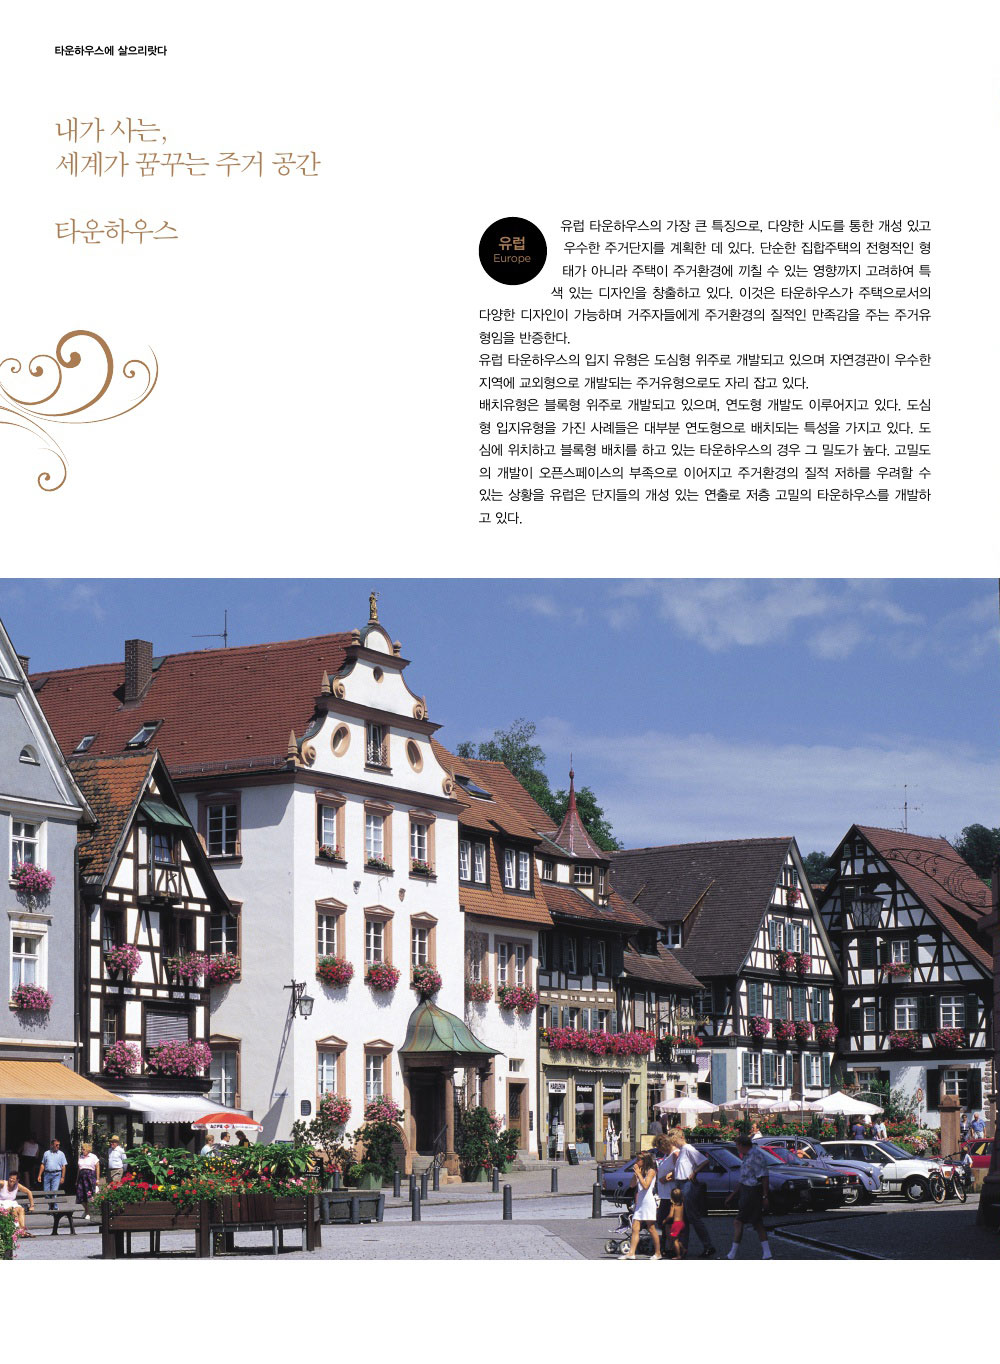 타운하우스에 살으리랏다
내가 사는,
세계가 꿈꾸는 주거 공간
타운하우스
유럽
Europe
유럽 타운하우스의 가장 큰 특징으로, 다양한 시도를 통한 개성 있고
우수한 주거단지를 계획한 데 있다. 단순한 집합주택의 전형적인 형
태가 아니라 주택이 주거환경에 끼칠 수 있는 영향까지 고려하여 특
색 있는 디자인을 창출하고 있다. 이것은 타운하우스가 주택으로서의
다양한 디자인이 가능하며 거주자들에게 주거환경의 질적인 만족감을 주는 주거유
형임을 반증한다.
유럽 타운하우스의 입지 유형은 도심형 위주로 개발되고 있으며 자연경관이 우수한
지역에 교외형으로 개발되는 주거유형으로도 자리 잡고 있다.
배치유형은 블록형 위주로 개발되고 있으며, 연도형 개발도 이루어지고 있다. 도심
형 입지유형을 가진 사례들은 대부분 연도형으로 배치되는 특성을 가지고 있다. 도
심에 위치하고 블록형 배치를 하고 있는 타운하우스의 경우 그 밀도가 높다. 고밀도
의 개발이 오픈스페이스의 부족으로 이어지고 주거환경의 질적 저하를 우려할 수
있는 상황을 유럽은 단지들의 개성 있는 연출로 저층 고밀의 타운하우스를 개발하
고 있다.